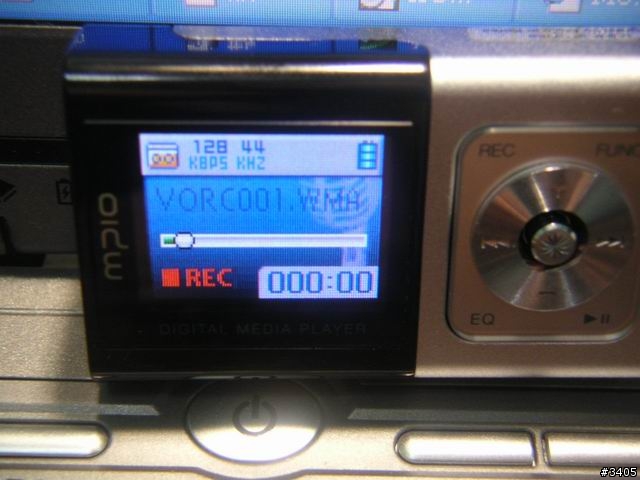 128 44
KBPS KHZ
VORC001.WMA
REC
000:00
mpio
DIGITAL MEDIA PLAYER
REC
FUNC
EQ
#3405